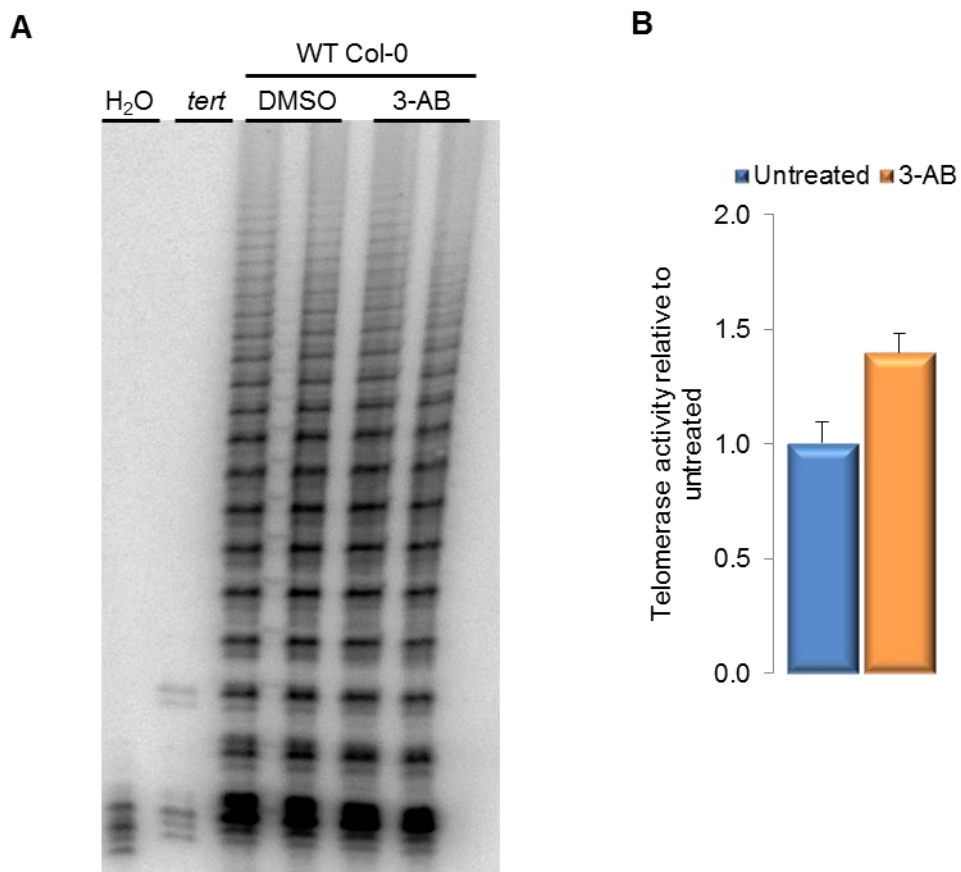 A
WT Col-0
H₂O tert DMSO 3-AB
B
Untreated 3-AB
2.0
1.5
1.0
0.5
0.0
Telomerase activity relative to
untreated